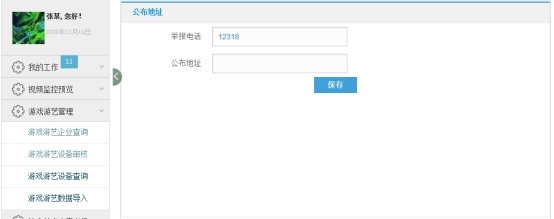 张某, 您好!
2020年11月11日
我的工作 11
视频监控预览
游戏游艺管理
游戏游艺企业查询
游戏游艺设备审核
游戏游艺设备查询
游戏游艺数据导入
公布地址
举报电话 12318
公布地址
保存